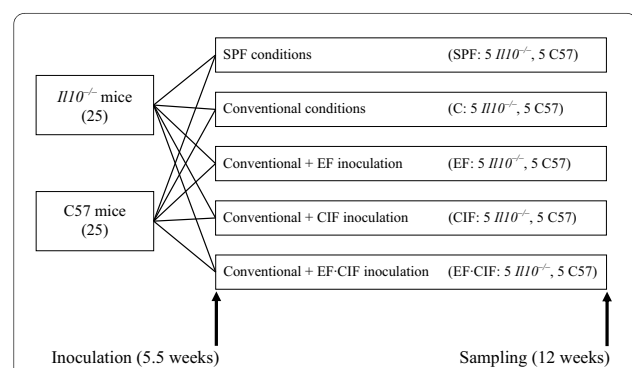 SPF conditions (SPF: 5 Il10⁻/⁻, 5 C57)
Il10⁻/⁻ mice
(25)
Conventional conditions (C: 5 Il10⁻/⁻, 5 C57)
Conventional + EF inoculation (EF: 5 Il10⁻/⁻, 5 C57)
C57 mice
(25)
Conventional + CIF inoculation (CIF: 5 Il10⁻/⁻, 5 C57)
Conventional + EF·CIF inoculation (EF·CIF: 5 Il10⁻/⁻, 5 C57)
Inoculation (5.5 weeks) Sampling (12 weeks)